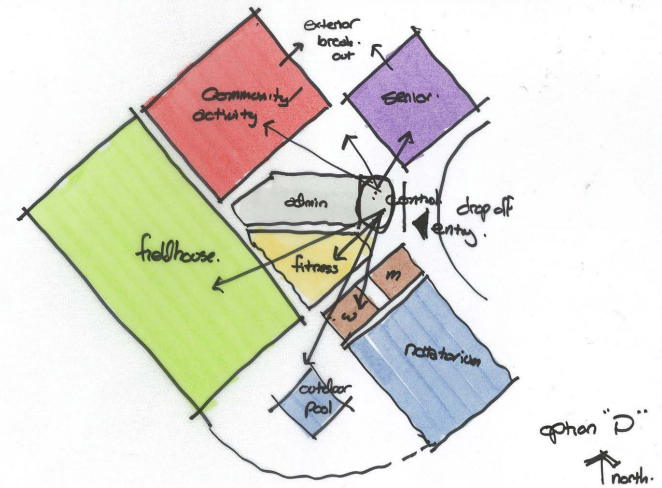 exterior
break.
out
Community/
activity
senior.
admin
control
drop off
entry.
fieldhouse.
fitness
m
w
natatorium
outdoor
pool
option "D"
north.